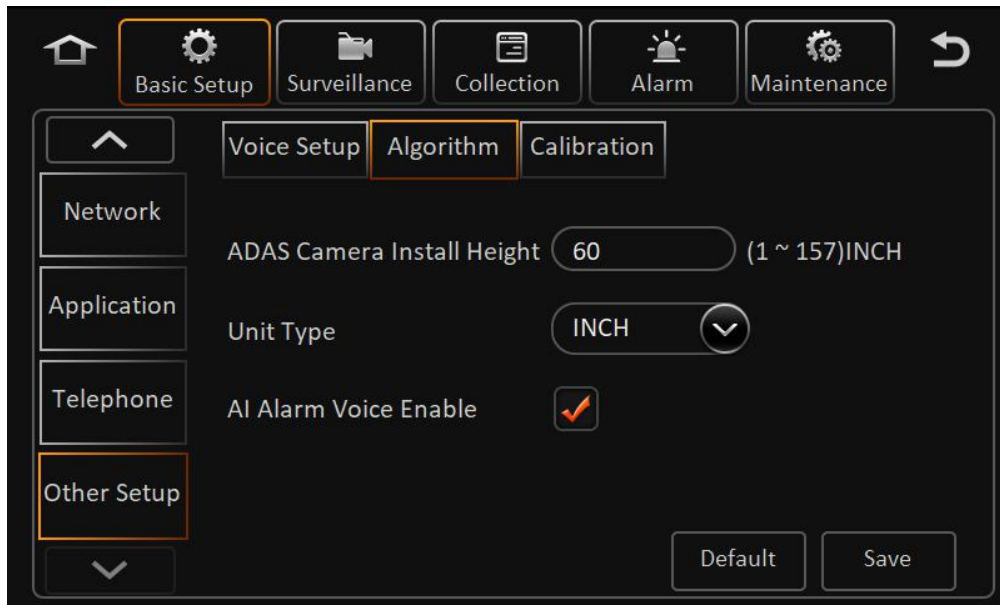 Basic Setup
Surveillance
Collection
Alarm
Maintenance
Voice Setup
Algorithm
Calibration
Network
Application
Telephone
Other Setup
ADAS Camera Install Height 60 (1 ~ 157)INCH
Unit Type INCH
AI Alarm Voice Enable
Default
Save